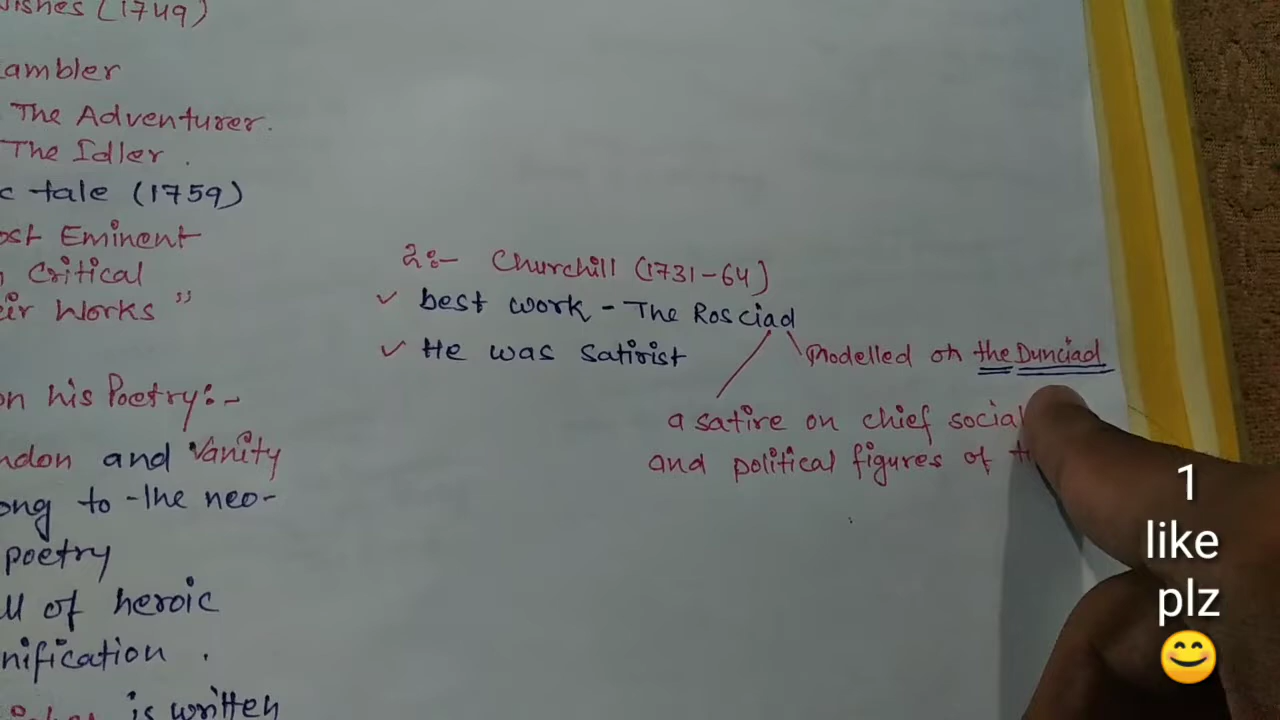 ishes (1749)
ambler
The Adventurer.
The Idler.
c tale (1759)
ost Eminent
Critical
eir Works"
on his Poetry:-
ndon and Vanity
ong to the neo-
poetry
ll of heroic
nification.
is written
2:- Churchill (1731-64)
✓ best work - The Rosciad
✓ He was satirist
modelled on the Dunciad
a satire on chief social
and political figures of
1
like
plz
😊